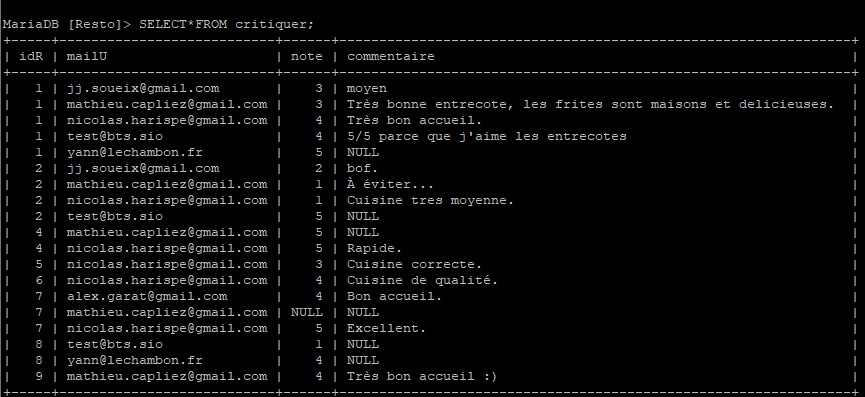 MariaDB [Resto]> SELECT*FROM critiquer;
+-----+---------------------------+------+-----------------------------------------------------------------+
| idR | mailU                     | note | commentaire                                                     |
+-----+---------------------------+------+-----------------------------------------------------------------+
|   1 | jj.soueix@gmail.com       |    3 | moyen                                                           |
|   1 | mathieu.capliez@gmail.com |    3 | Très bonne entrecote, les frites sont maisons et delicieuses.   |
|   1 | nicolas.harispe@gmail.com |    4 | Très bon accueil.                                               |
|   1 | test@bts.sio              |    4 | 5/5 parce que j'aime les entrecotes                             |
|   1 | yann@lechambon.fr         |    5 | NULL                                                            |
|   2 | jj.soueix@gmail.com       |    2 | bof.                                                            |
|   2 | mathieu.capliez@gmail.com |    1 | À éviter...                                                     |
|   2 | nicolas.harispe@gmail.com |    1 | Cuisine tres moyenne.                                           |
|   2 | test@bts.sio              |    5 | NULL                                                            |
|   4 | mathieu.capliez@gmail.com |    5 | NULL                                                            |
|   4 | nicolas.harispe@gmail.com |    5 | Rapide.                                                         |
|   5 | nicolas.harispe@gmail.com |    3 | Cuisine correcte.                                               |
|   6 | nicolas.harispe@gmail.com |    4 | Cuisine de qualité.                                             |
|   7 | alex.garat@gmail.com      |    4 | Bon accueil.                                                    |
|   7 | mathieu.capliez@gmail.com | NULL | NULL                                                            |
|   7 | nicolas.harispe@gmail.com |    5 | Excellent.                                                      |
|   8 | test@bts.sio              |    1 | NULL                                                            |
|   8 | yann@lechambon.fr         |    4 | NULL                                                            |
|   9 | mathieu.capliez@gmail.com |    4 | Très bon accueil :)                                             |
+-----+---------------------------+------+-----------------------------------------------------------------+